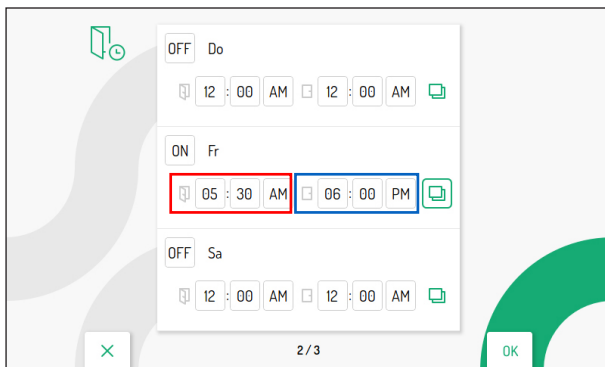 OFF Do
12 : 00 AM 12 : 00 AM
ON Fr
05 : 30 AM 06 : 00 PM
OFF Sa
12 : 00 AM 12 : 00 AM
2/3
OK